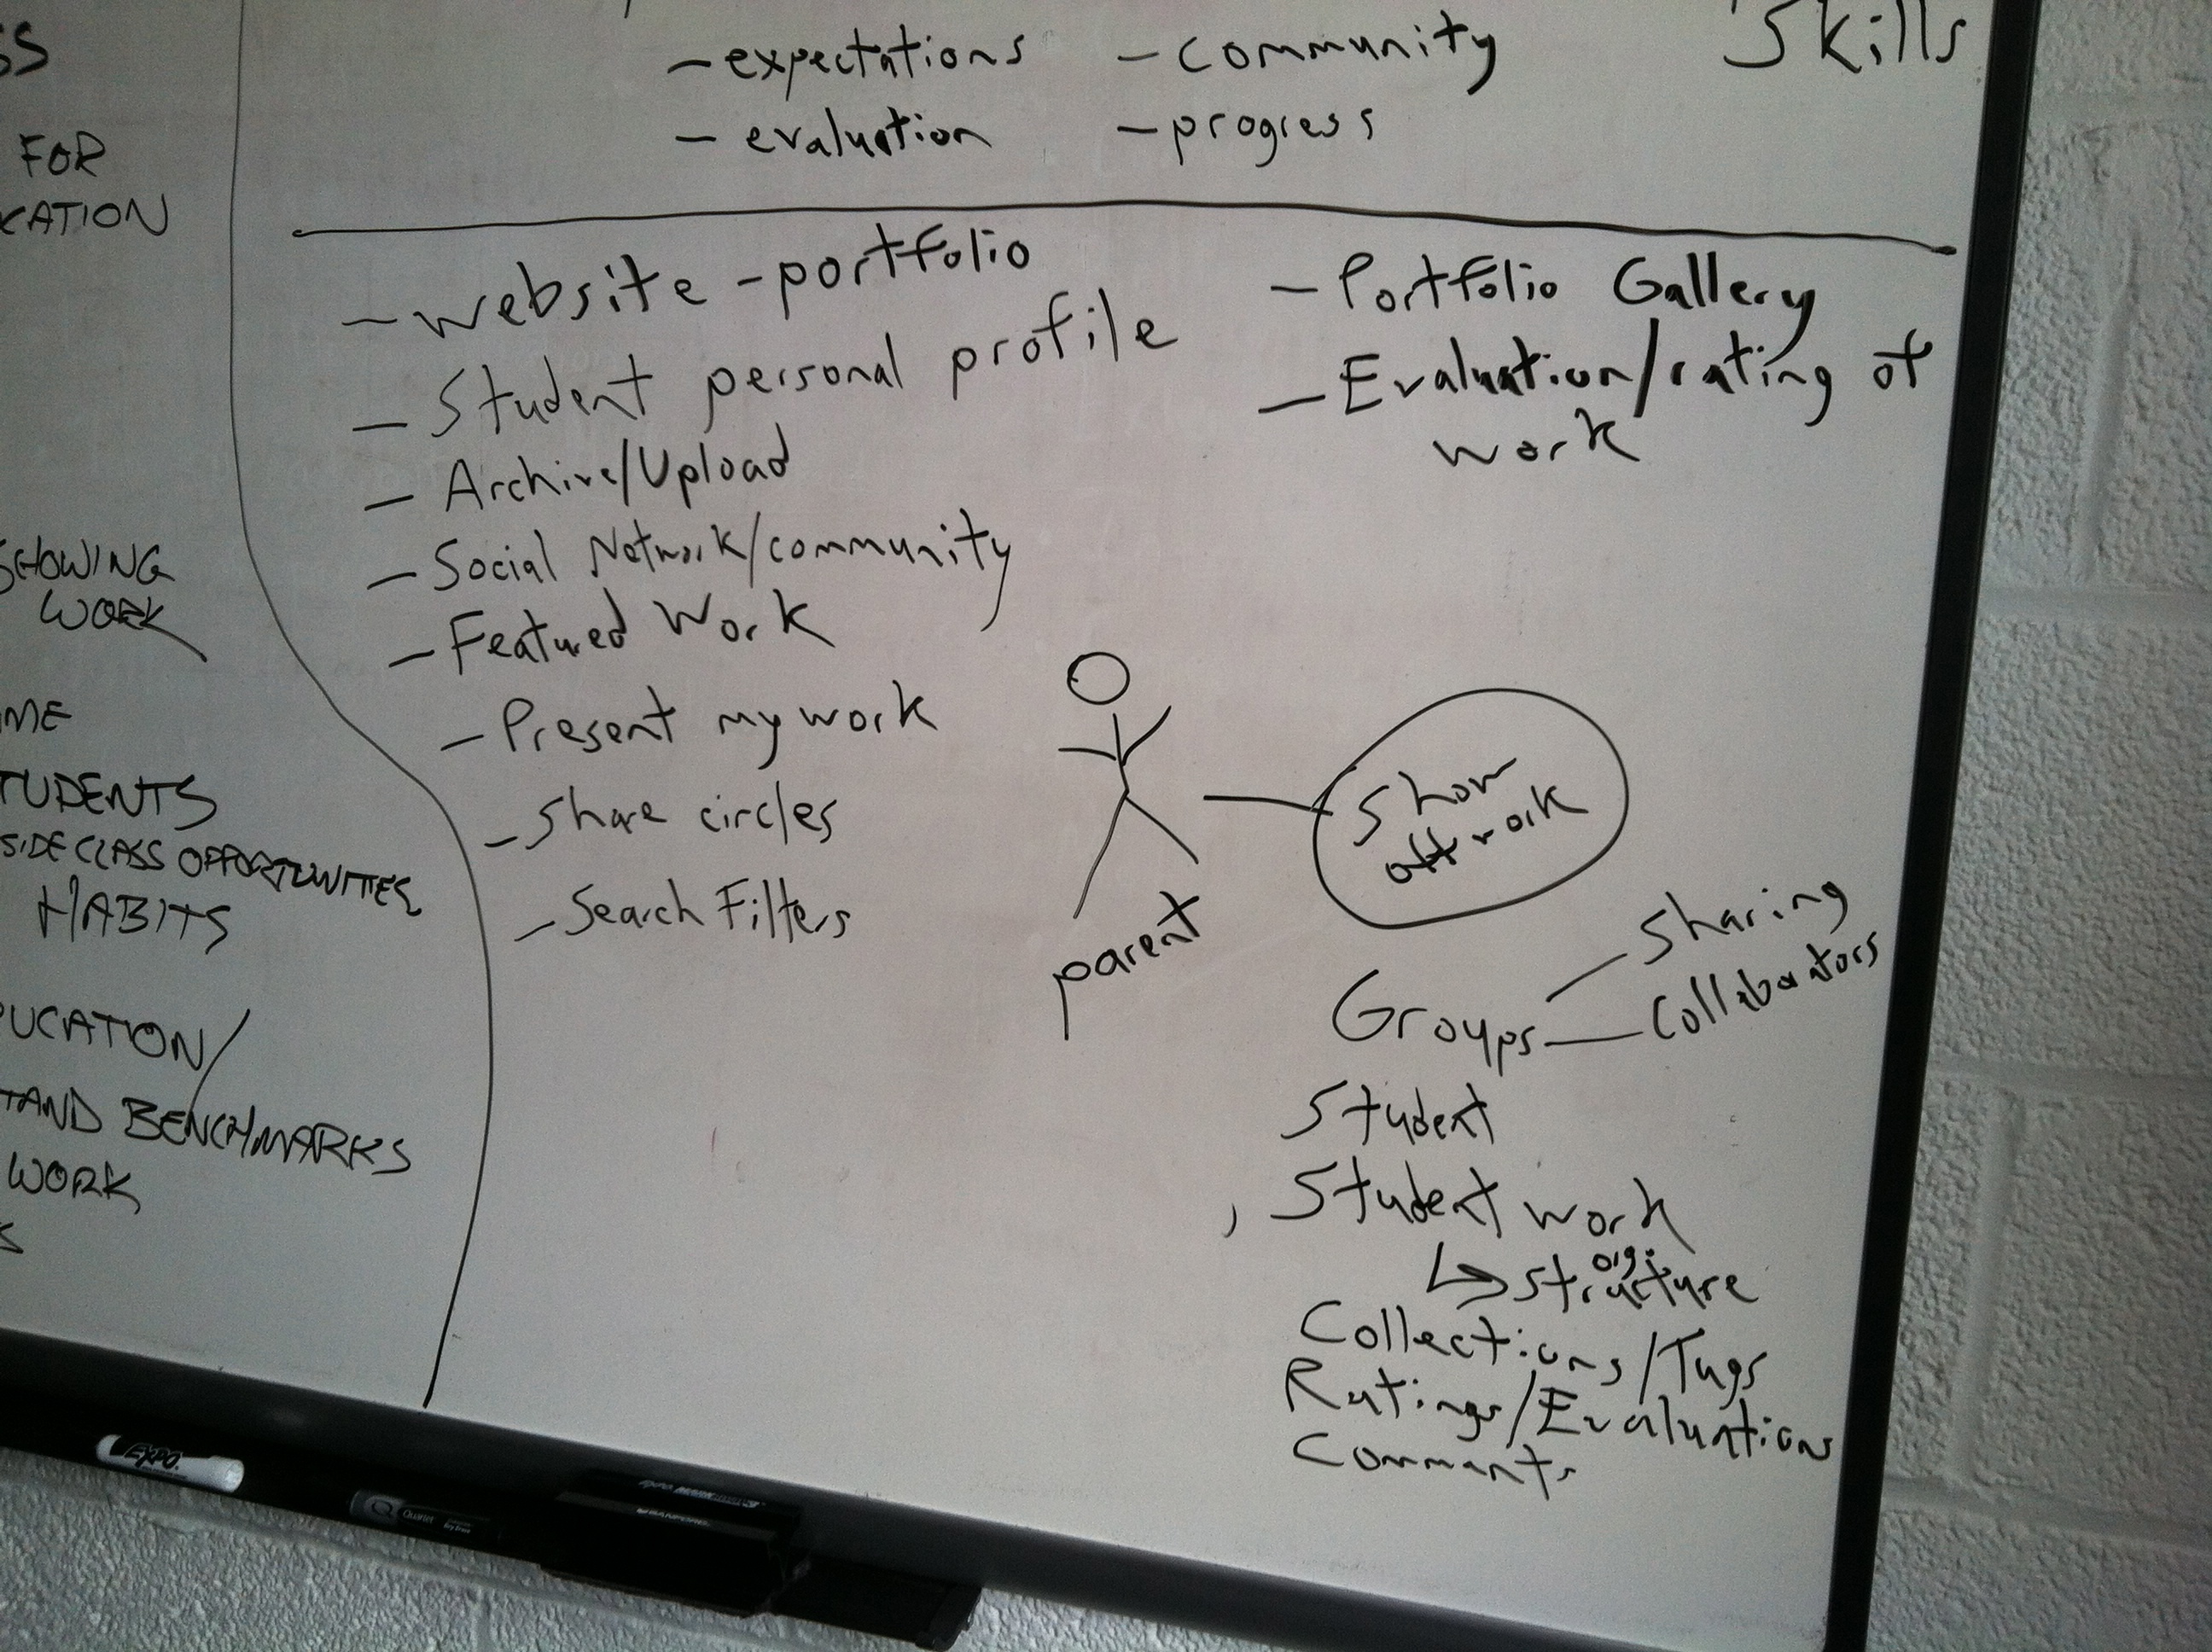 SS
FOR
CATION
SHOWING
WORK
ME
TUDENTS
SIDE CLASS OPPORTUNITIES
HABITS
UCATION/
TAND BENCHMARKS
WORK
S
- expectations
- evaluation
- community
- progress
Skills
- website - portfolio
- Student personal profile
- Archive/Upload
- Social Network/community
- Featured Work
- Present my work
- Share circles
- Search Filters
- Portfolio Gallery
- Evaluation/rating of
work
parent
Show
off work
Groups - Sharing
- Collaborators
Student
Student work
↳ org. structure
Collections/Tags
Ratings/Evaluations
Comments
EXPO
Quartet